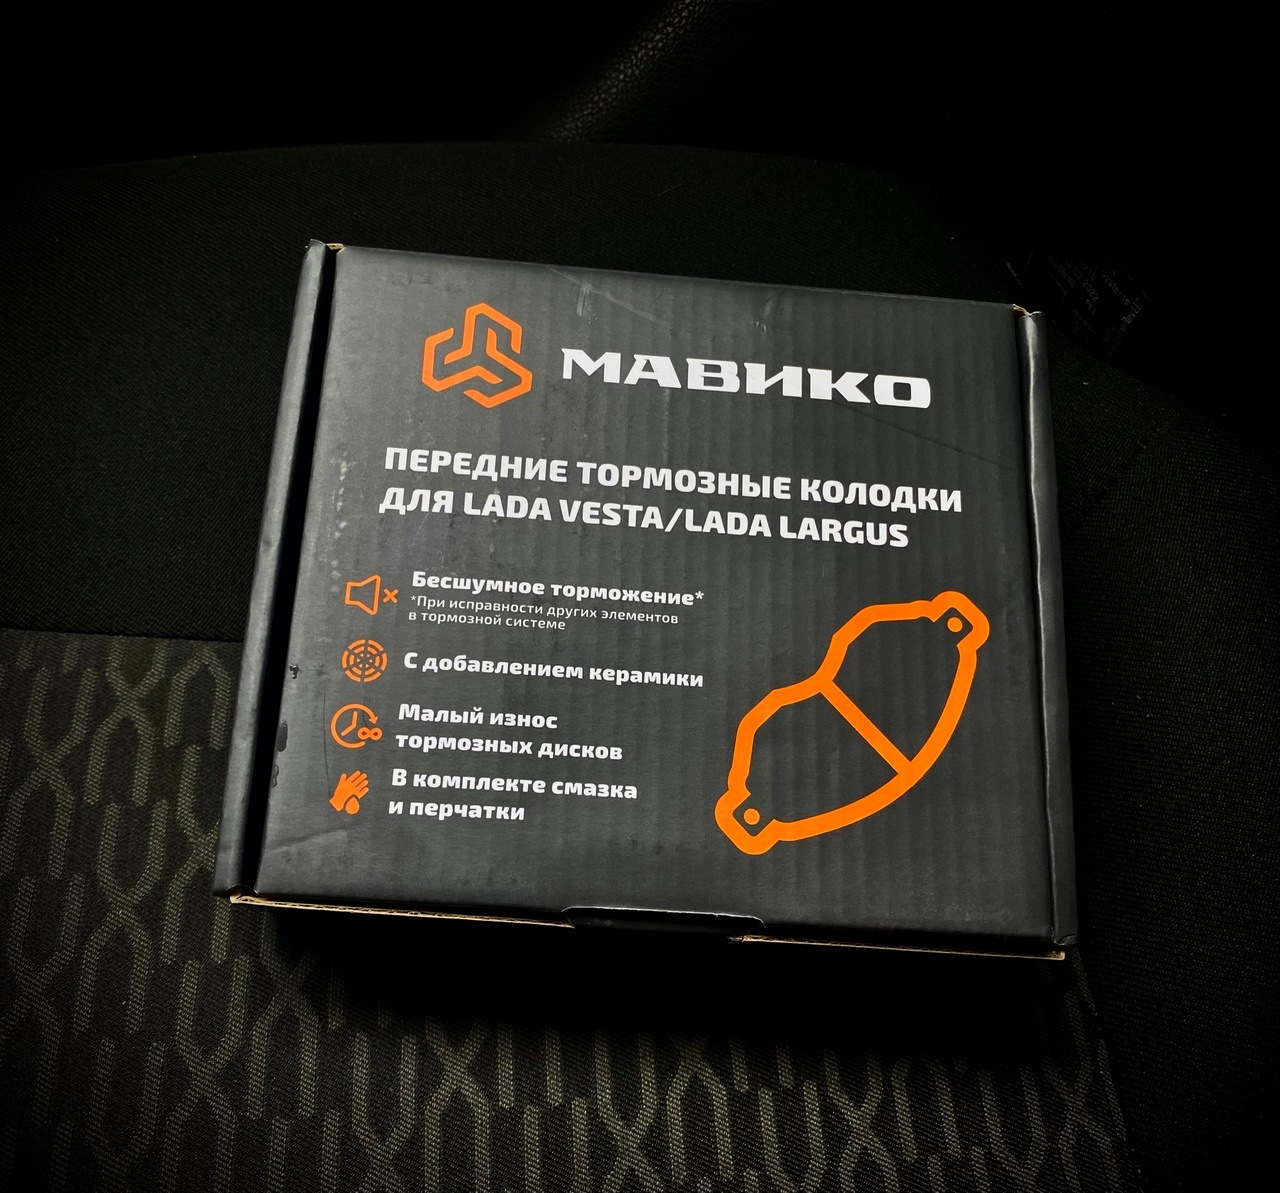 МАВИКО
ПЕРЕДНИЕ ТОРМОЗНЫЕ КОЛОДКИ
ДЛЯ LADA VESTA/LADA LARGUS
Бесшумное торможение*
*При исправности других элементов
в тормозной системе
С добавлением керамики
Малый износ
тормозных дисков
В комплекте смазка
и перчатки